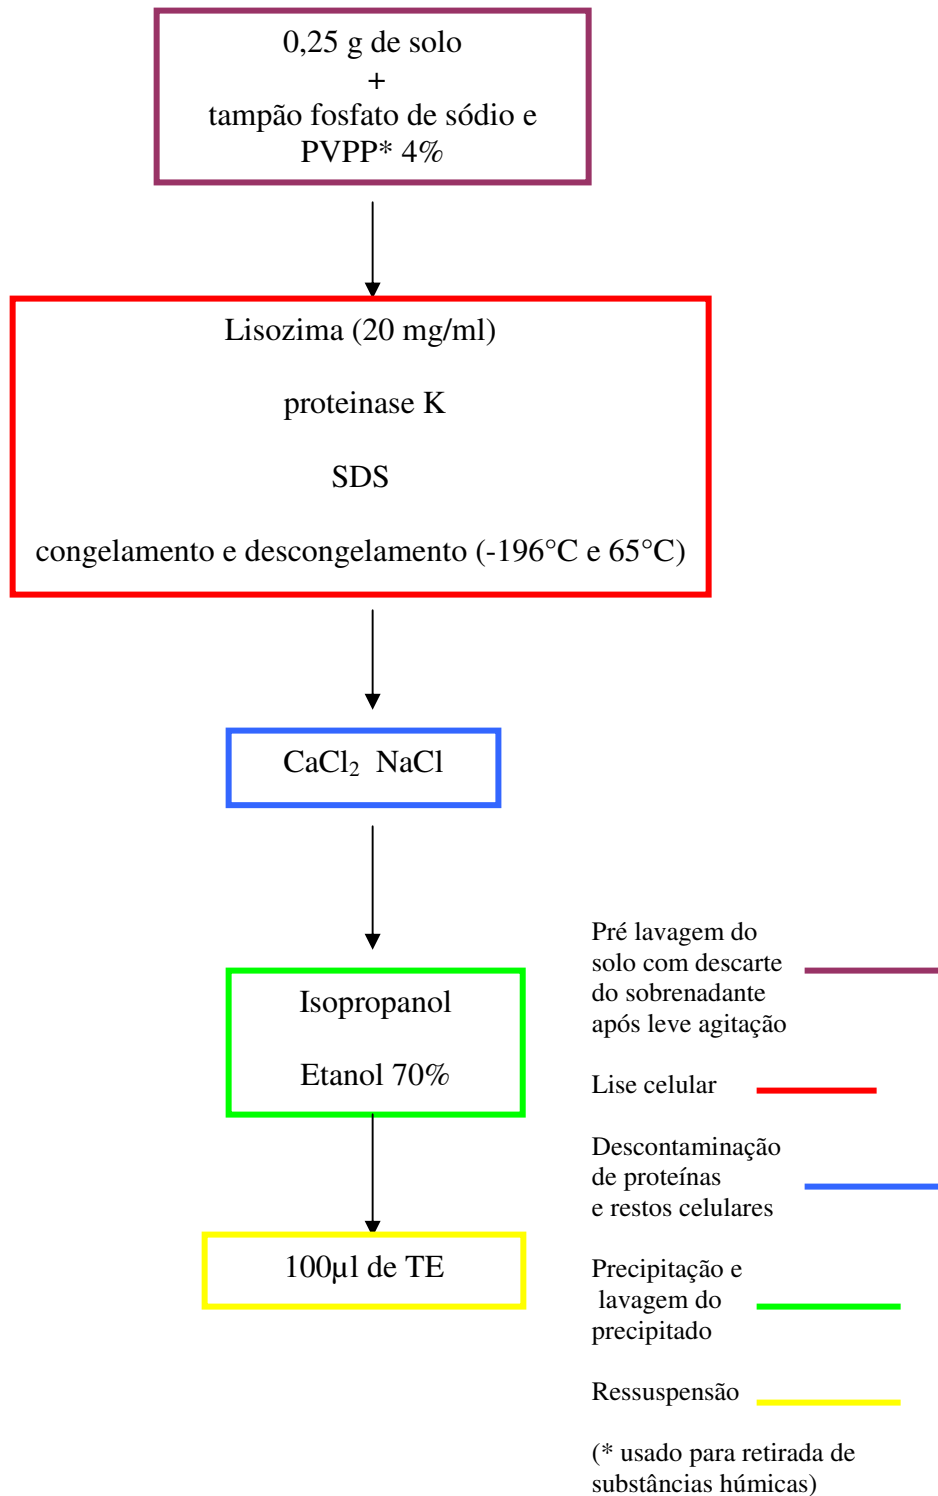 0,25 g de solo
+
tampão fosfato de sódio e
PVPP* 4%
Lisozima (20 mg/ml)
proteinase K
SDS
congelamento e descongelamento (-196°C e 65°C)
CaCl₂ NaCl
Isopropanol
Etanol 70%
100µl de TE
Pré lavagem do
solo com descarte
do sobrenadante
após leve agitação
Lise celular
Descontaminação
de proteínas
e restos celulares
Precipitação e
lavagem do
precipitado
Ressuspensão
(* usado para retirada de
substâncias húmicas)